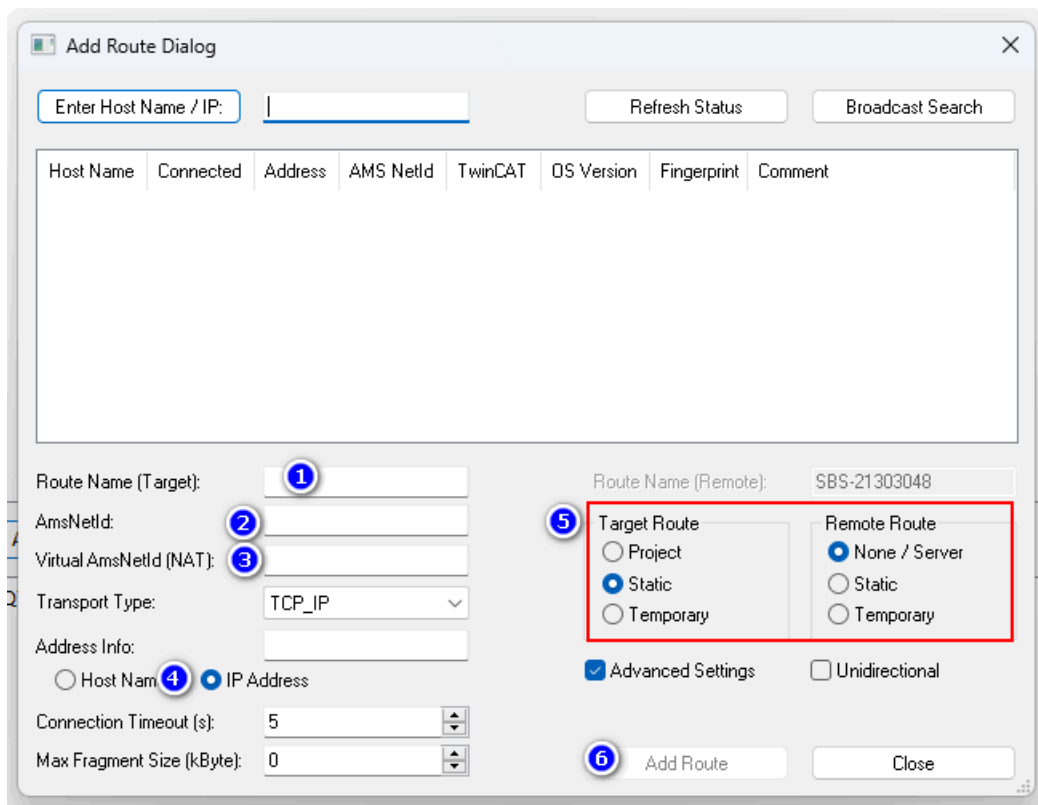 Add Route Dialog
Enter Host Name / IP: Refresh Status Broadcast Search
Host Name Connected Address AMS NetId TwinCAT OS Version Fingerprint Comment
Route Name (Target): 1 Route Name (Remote): SBS-21303048
AmsNetId: 2 5 Target Route Remote Route
Virtual AmsNetId (NAT): 3 Project None / Server
Transport Type: TCP_IP Static Static
Temporary Temporary
Address Info:
Host Nam 4 IP Address Advanced Settings Unidirectional
Connection Timeout (s): 5
Max Fragment Size (kByte): 0 6 Add Route Close